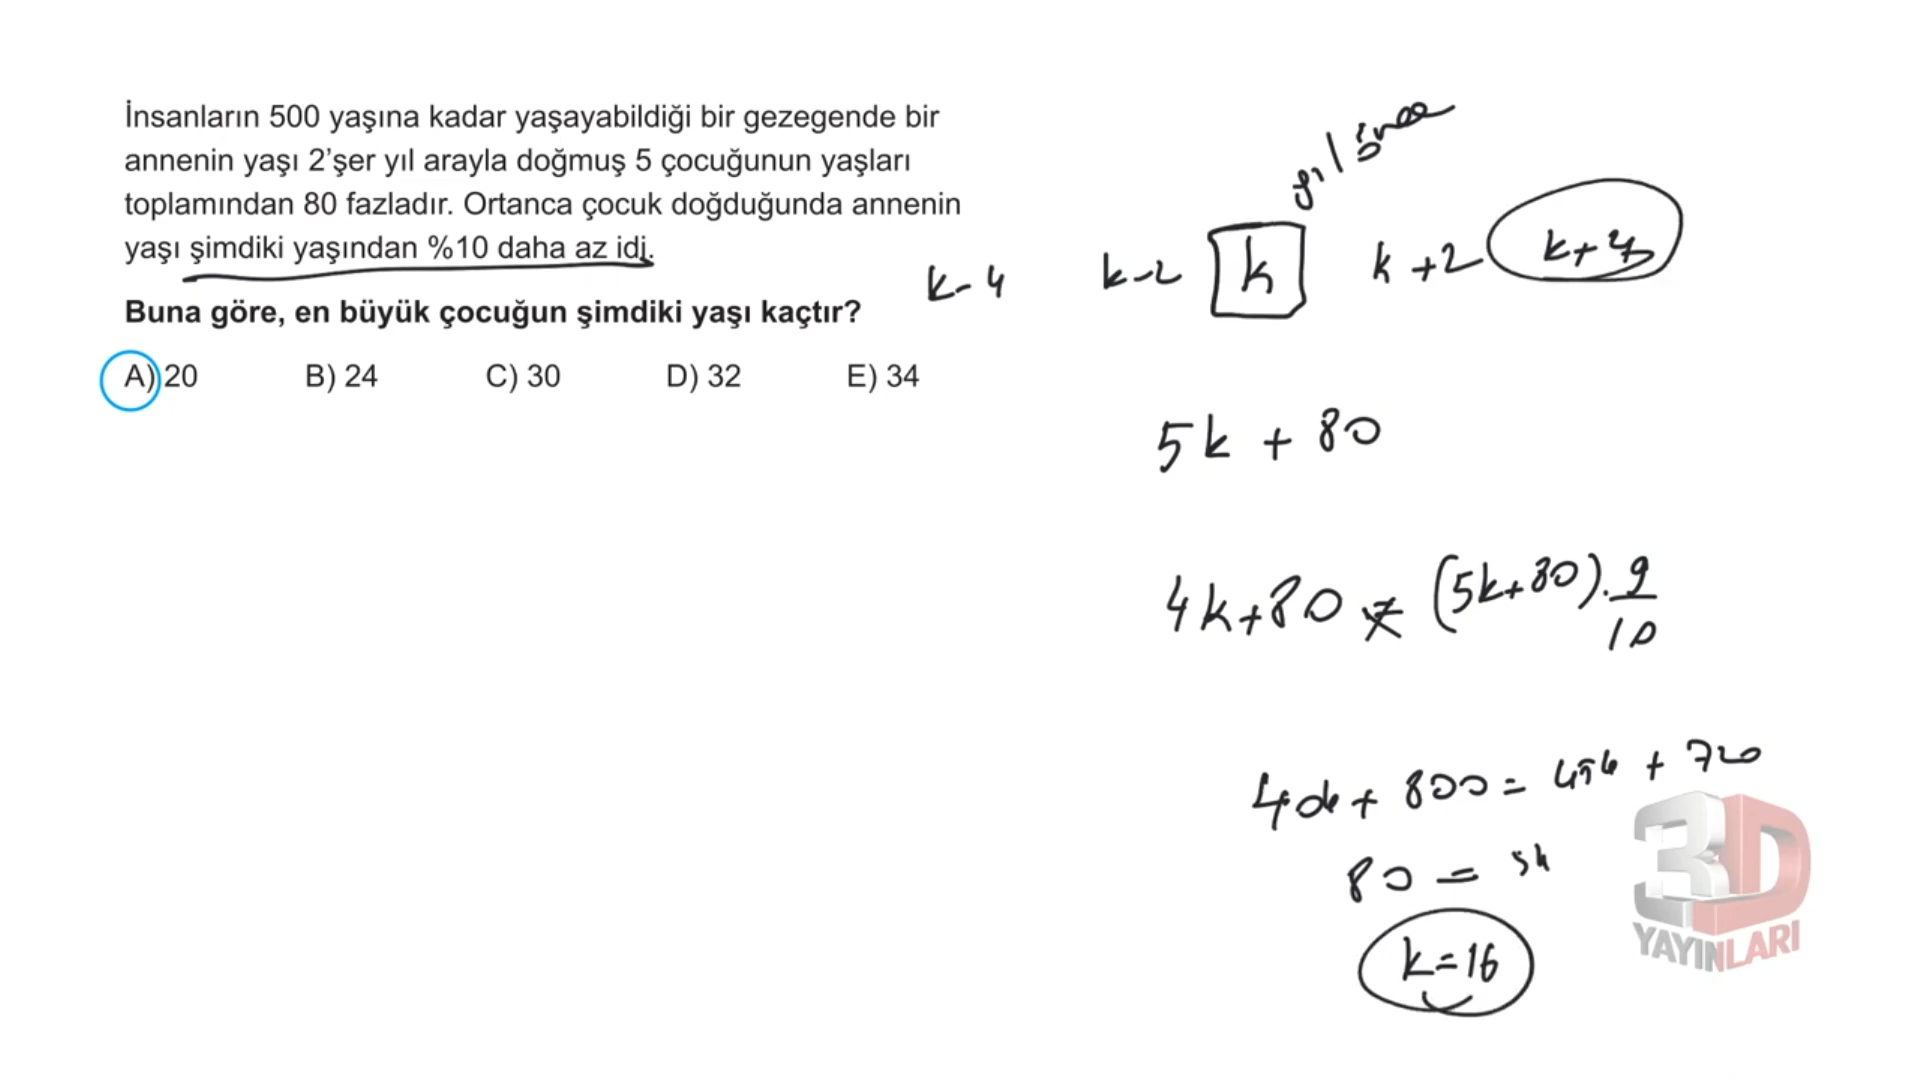 İnsanların 500 yaşına kadar yaşayabildiği bir gezegende bir
annenin yaşı 2’şer yıl arayla doğmuş 5 çocuğunun yaşları
toplamından 80 fazladır. Ortanca çocuk doğduğunda annenin
yaşı şimdiki yaşından %10 daha az idi.
Buna göre, en büyük çocuğun şimdiki yaşı kaçtır?
A) 20 B) 24 C) 30 D) 32 E) 34
yıl önce
k-4 k-2 k k+2 k+4
5k + 80
4k+80 = (5k+80).9/10
40k + 800 = 45k + 720
80 = 5k
k=16
3D
YAYINLARI